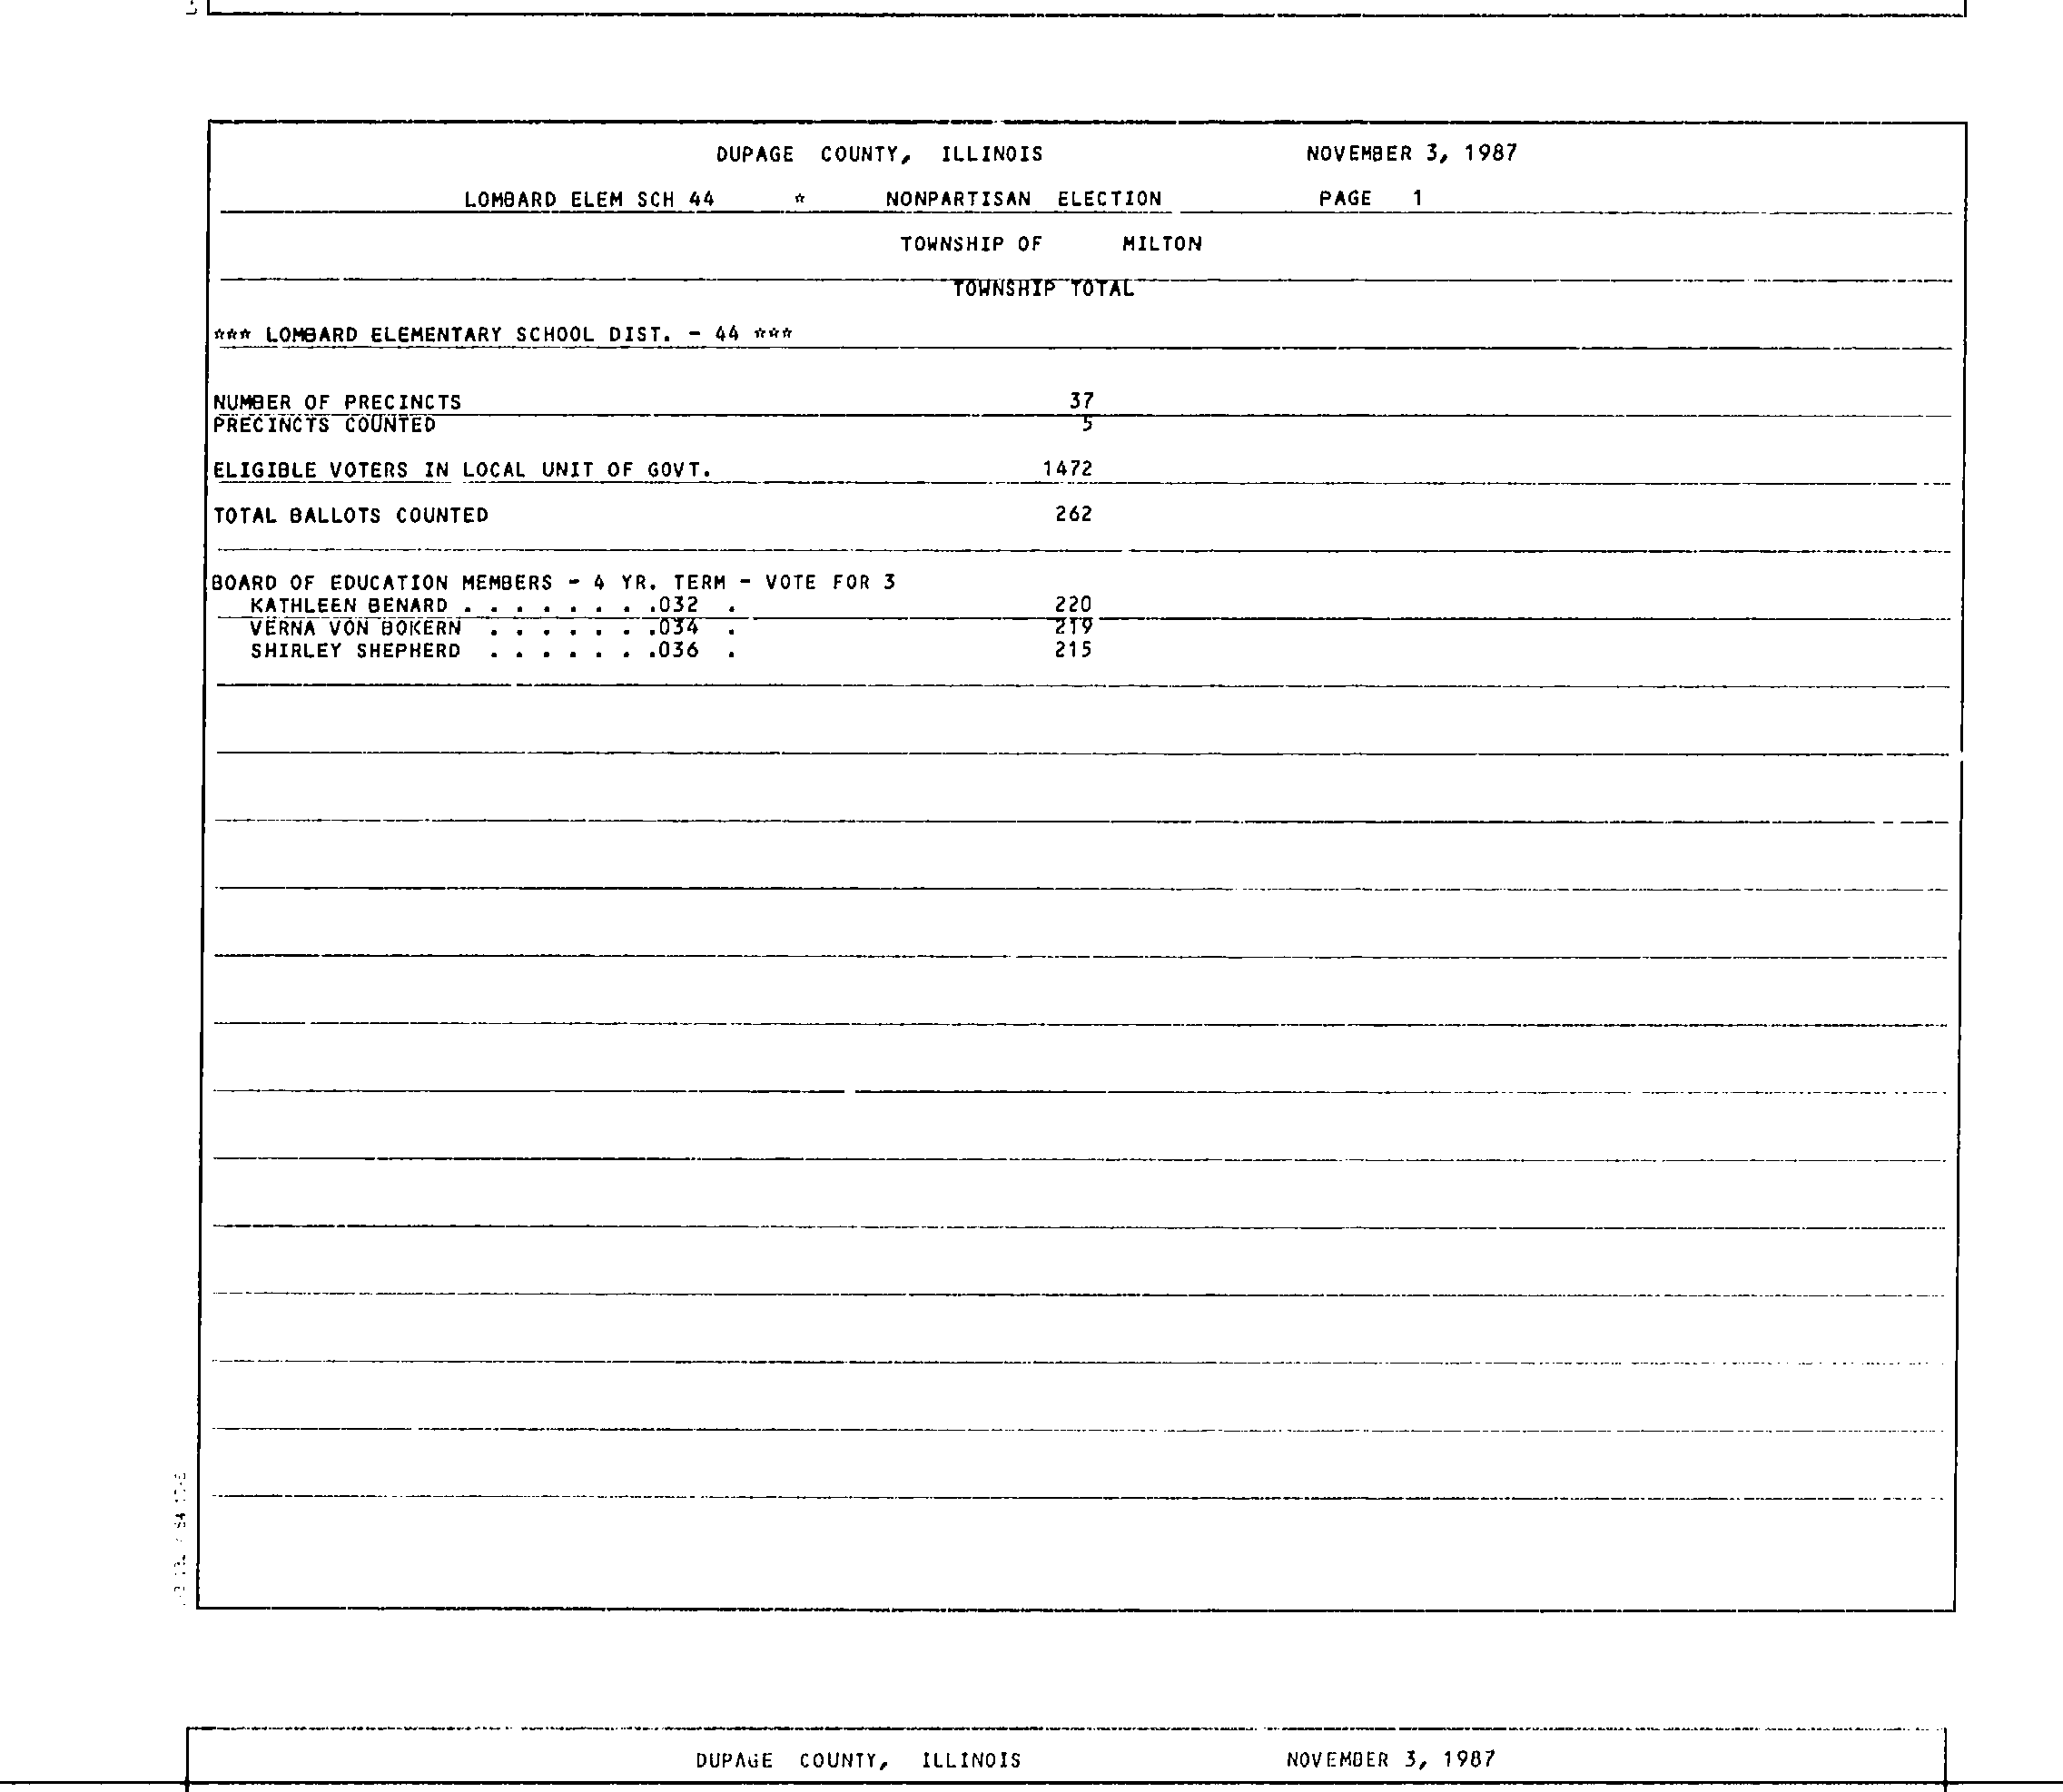 DUPAGE COUNTY, ILLINOIS NOVEMBER 3, 1987
LOMBARD ELEM SCH 44 * NONPARTISAN ELECTION PAGE 1
TOWNSHIP OF MILTON
TOWNSHIP TOTAL
*** LOMBARD ELEMENTARY SCHOOL DIST. - 44 ***
NUMBER OF PRECINCTS 37
PRECINCTS COUNTED 5
ELIGIBLE VOTERS IN LOCAL UNIT OF GOVT. 1472
TOTAL BALLOTS COUNTED 262
BOARD OF EDUCATION MEMBERS - 4 YR. TERM - VOTE FOR 3
KATHLEEN BENARD . . . . . . . .032 . 220
VERNA VON BOKERN . . . . . . .034 . 219
SHIRLEY SHEPHERD . . . . . . .036 . 215
DUPAGE COUNTY, ILLINOIS NOVEMBER 3, 1987